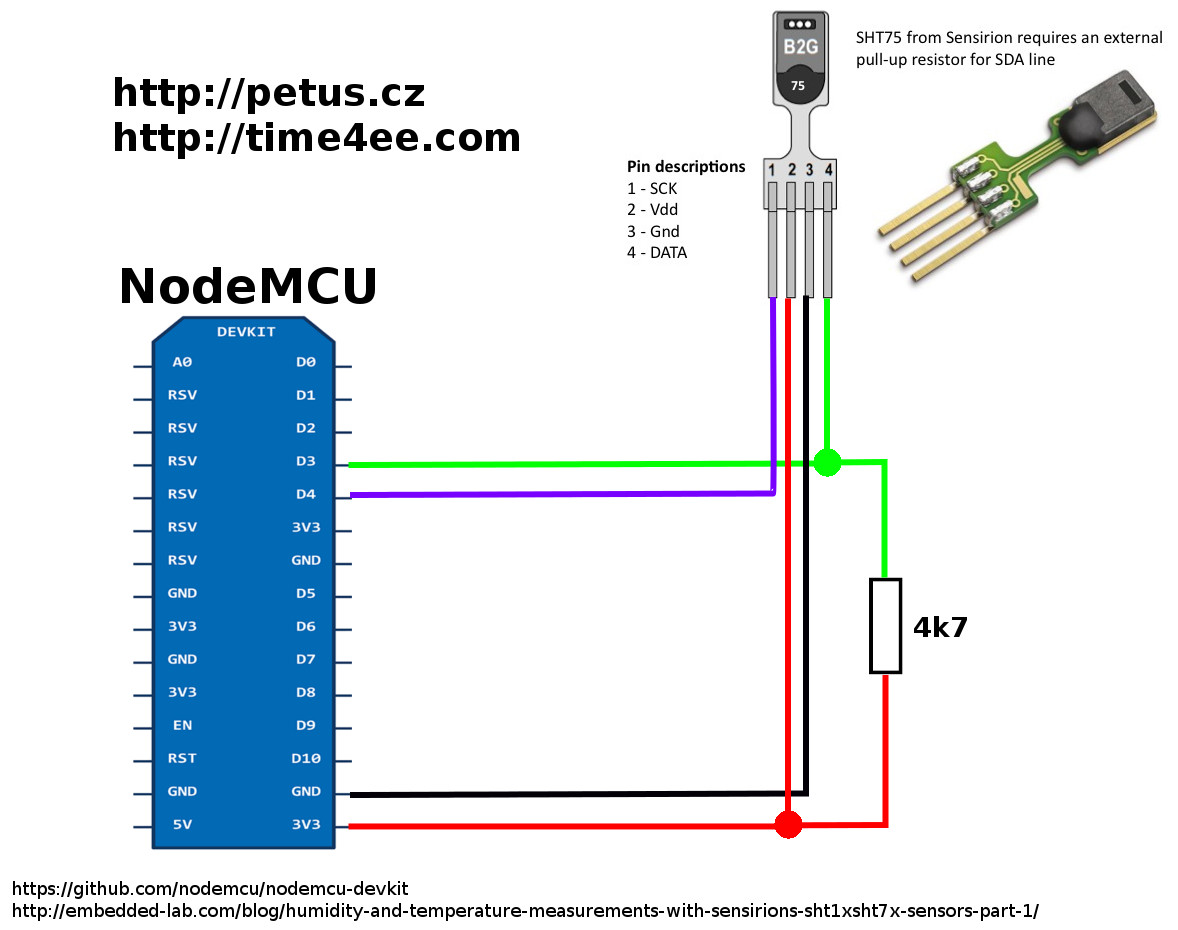 http://petus.cz
http://time4ee.com
B2G
75
SHT75 from Sensirion requires an external
pull-up resistor for SDA line
Pin descriptions
1 - SCK
2 - Vdd
3 - Gnd
4 - DATA
1 2 3 4
NodeMCU
DEVKIT
A0 D0
RSV D1
RSV D2
RSV D3
RSV D4
RSV 3V3
RSV GND
GND D5
3V3 D6
GND D7
3V3 D8
EN D9
RST D10
GND GND
5V 3V3
4k7
https://github.com/nodemcu/nodemcu-devkit
http://embedded-lab.com/blog/humidity-and-temperature-measurements-with-sensirions-sht1xsht7x-sensors-part-1/